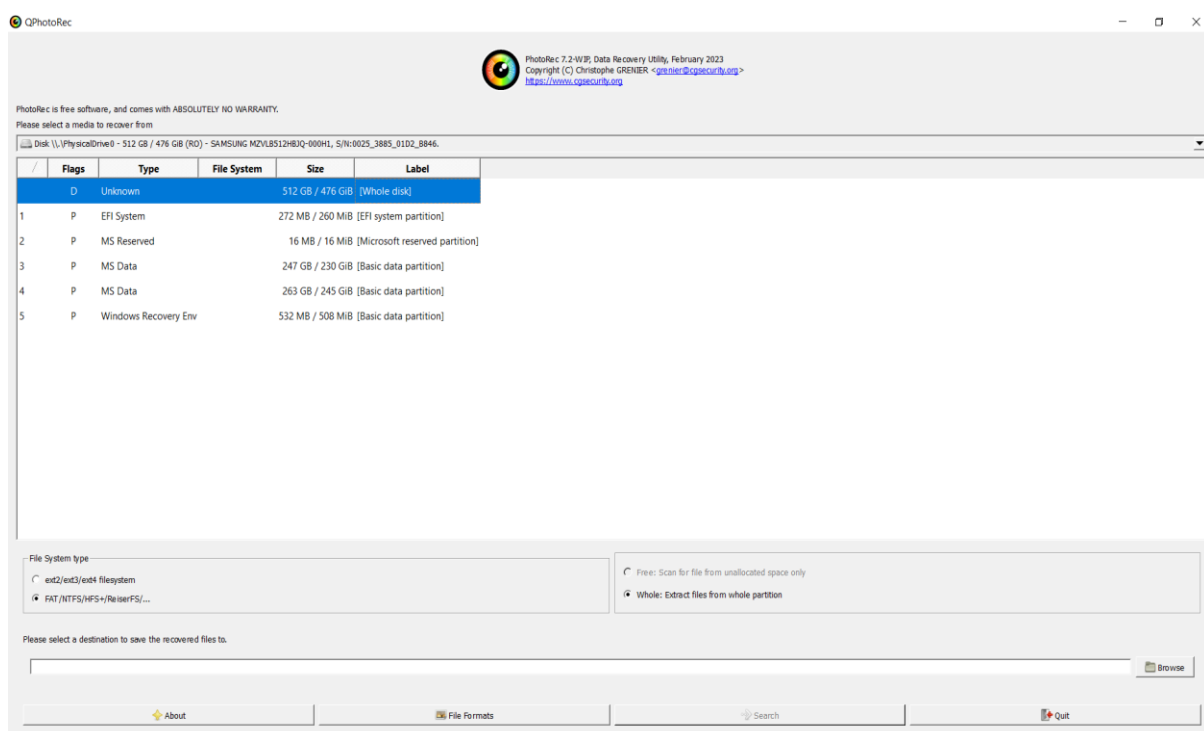 QPhotoRec
PhotoRec 7.2-WIP, Data Recovery Utility, February 2023
Copyright (C) Christophe GRENIER <grenier@cgsecurity.org>
https://www.cgsecurity.org
PhotoRec is free software, and comes with ABSOLUTELY NO WARRANTY.
Please select a media to recover from
Disk \\.\PhysicalDrive0 - 512 GB / 476 GiB (RO) - SAMSUNG MZVLB512HBJQ-000H1, S/N:0025_3885_01D2_B846.
Flags Type File System Size Label
D Unknown 512 GB / 476 GiB [Whole disk]
1 P EFI System 272 MB / 260 MiB [EFI system partition]
2 P MS Reserved 16 MB / 16 MiB [Microsoft reserved partition]
3 P MS Data 247 GB / 230 GiB [Basic data partition]
4 P MS Data 263 GB / 245 GiB [Basic data partition]
5 P Windows Recovery Env 532 MB / 508 MiB [Basic data partition]
File System type
ext2/ext3/ext4 filesystem
FAT/NTFS/HFS+/ReiserFS/...
Free: Scan for file from unallocated space only
Whole: Extract files from whole partition
Please select a destination to save the recovered files to.
Browse
About File Formats Search Quit